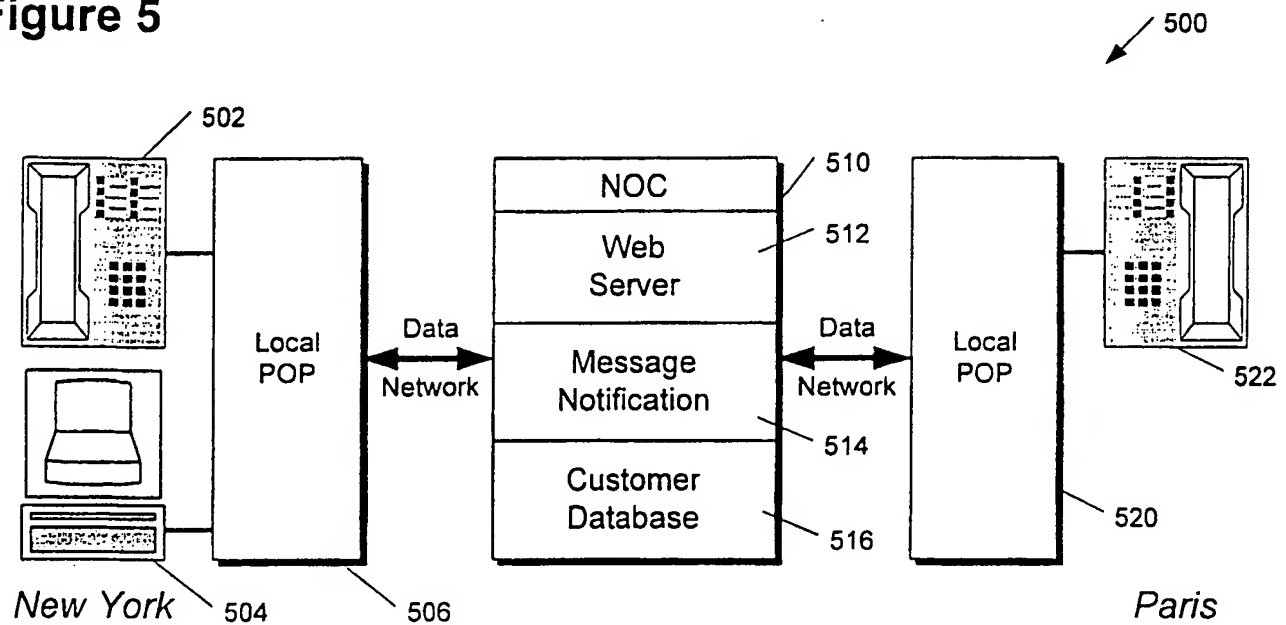 Figure 5
500
502
510
NOC
512
Web
Server
Local
POP
Data
Network
Message
Notification
514
Data
Network
Local
POP
522
Customer
Database
516
520
New York
504
506
Paris